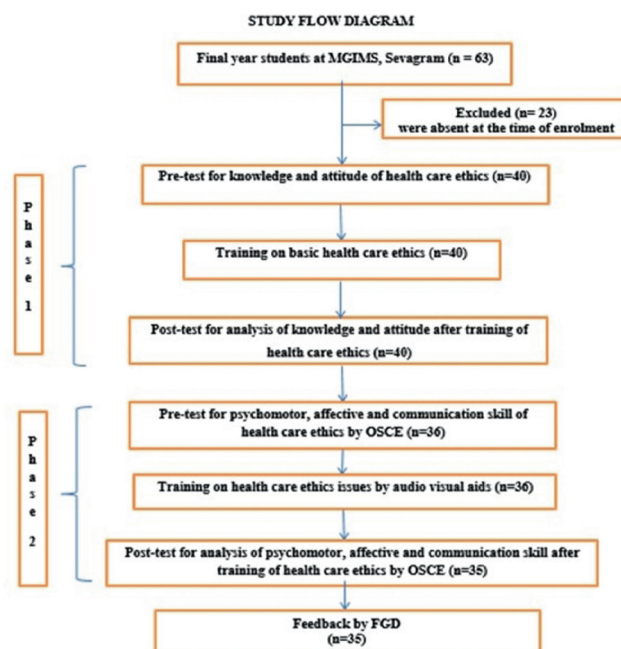 STUDY FLOW DIAGRAM
Final year students at MGIMS, Sevagram (n = 63)
Excluded (n= 23)
were absent at the time of enrolment
Phase 1
Pre-test for knowledge and attitude of health care ethics (n=40)
Training on basic health care ethics (n=40)
Post-test for analysis of knowledge and attitude after training of
health care ethics (n=40)
Phase 2
Pre-test for psychomotor, affective and communication skill of
health care ethics by OSCE (n=36)
Training on health care ethics issues by audio visual aids (n=36)
Post-test for analysis of psychomotor, affective and communication skill after
training of health care ethics by OSCE (n=35)
Feedback by FGD
(n=35)